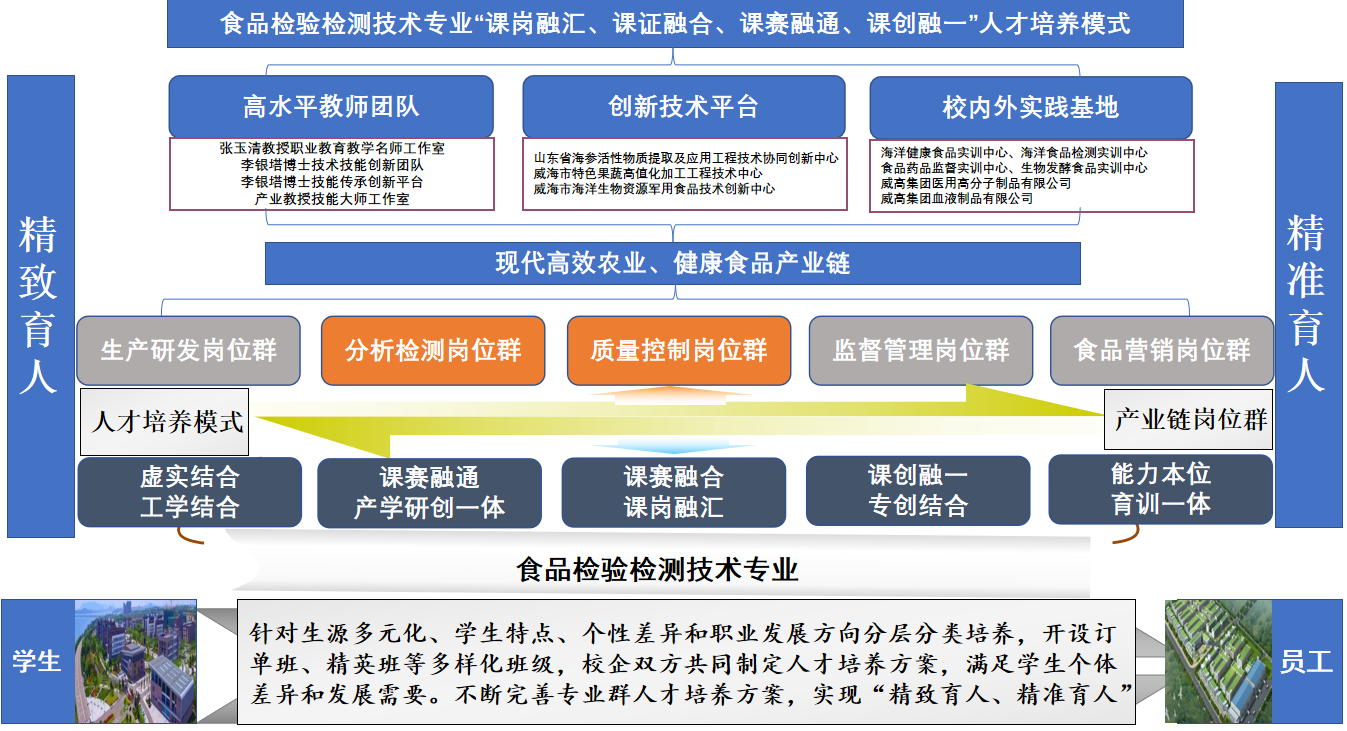 食品检验检测技术专业“课岗融汇、课证融合、课赛融通、课创融一”人才培养模式
精致育人
精准育人
高水平教师团队
张玉清教授职业教育教学名师工作室
李银塔博士技术技能创新团队
李银塔博士技能传承创新平台
产业教授技能大师工作室
创新技术平台
山东省海参活性物质提取及应用工程技术协同创新中心
威海市特色果蔬高值化加工工程技术中心
威海市海洋生物资源军用食品技术创新中心
校内外实践基地
海洋健康食品实训中心、海洋食品检测实训中心
食品药品监督实训中心、生物发酵食品实训中心
威高集团医用高分子制品有限公司
威高集团血液制品有限公司
现代高效农业、健康食品产业链
生产研发岗位群
分析检测岗位群
质量控制岗位群
监督管理岗位群
食品营销岗位群
人才培养模式
产业链岗位群
虚实结合
工学结合
课赛融通
产学研创一体
课赛融合
课岗融汇
课创融一
专创结合
能力本位
育训一体
食品检验检测技术专业
学生
针对生源多元化、学生特点、个性差异和职业发展方向分层分类培养，开设订
单班、精英班等多样化班级，校企双方共同制定人才培养方案，满足学生个体
差异和发展需要。不断完善专业群人才培养方案，实现“精致育人、精准育人”
员工